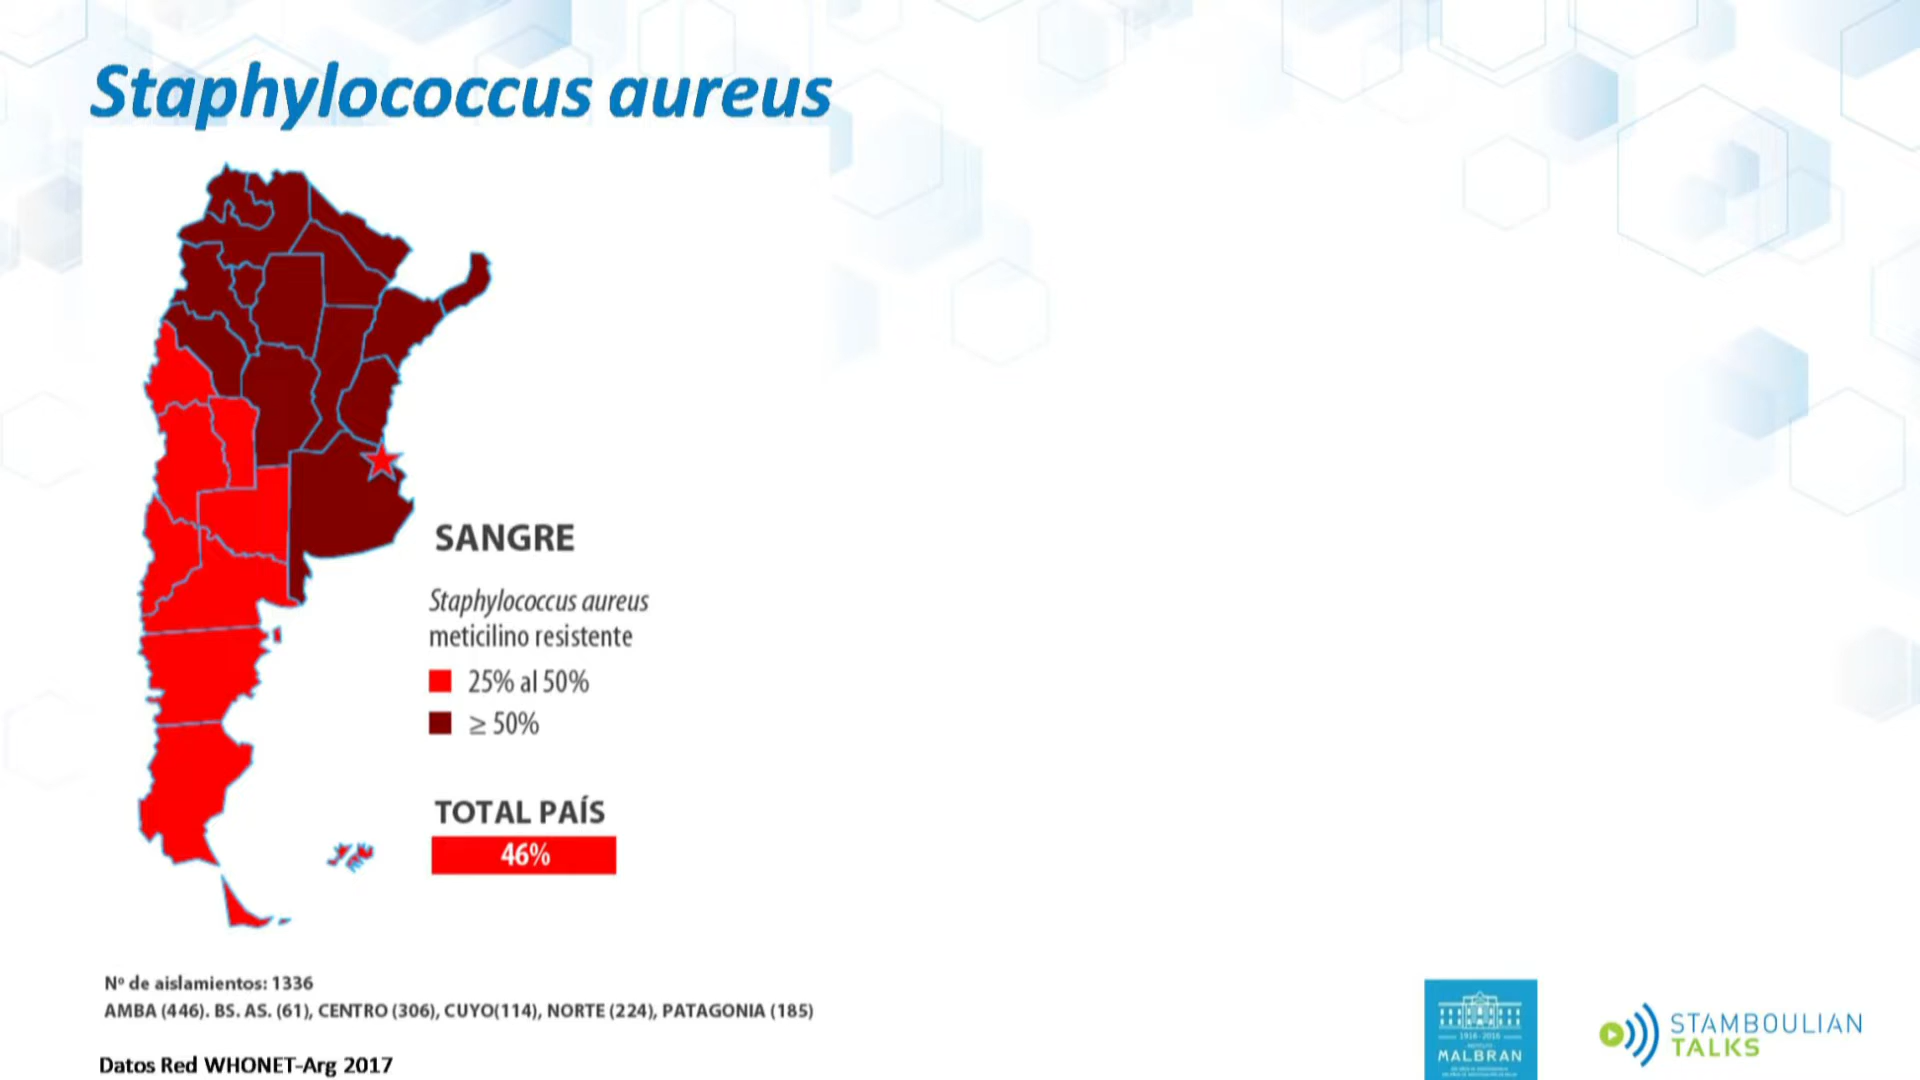 Staphylococcus aureus
SANGRE
Staphylococcus aureus
meticilino resistente
25% al 50%
≥ 50%
TOTAL PAÍS
46%
Nº de aislamientos: 1336
AMBA (446). BS. AS. (61), CENTRO (306), CUYO(114), NORTE (224), PATAGONIA (185)
Datos Red WHONET-Arg 2017
1916 - 2016
MALBRAN
STAMBOULIAN
TALKS